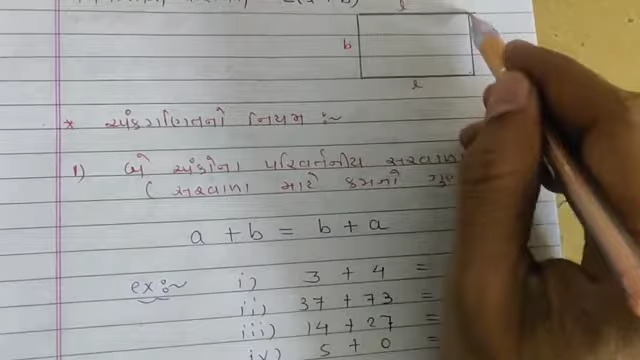 l
b
l
* અંકગણિતનો નિયમ :~
1) બે અંકોના પરિવર્તનીય સરવાળા
( સરવાળા માટે ક્રમનો ગુણ
a + b = b + a
ex:~ i) 3 + 4 =
ii) 37 + 73 =
iii) 14 + 27 =
iv) 5 + 0 =